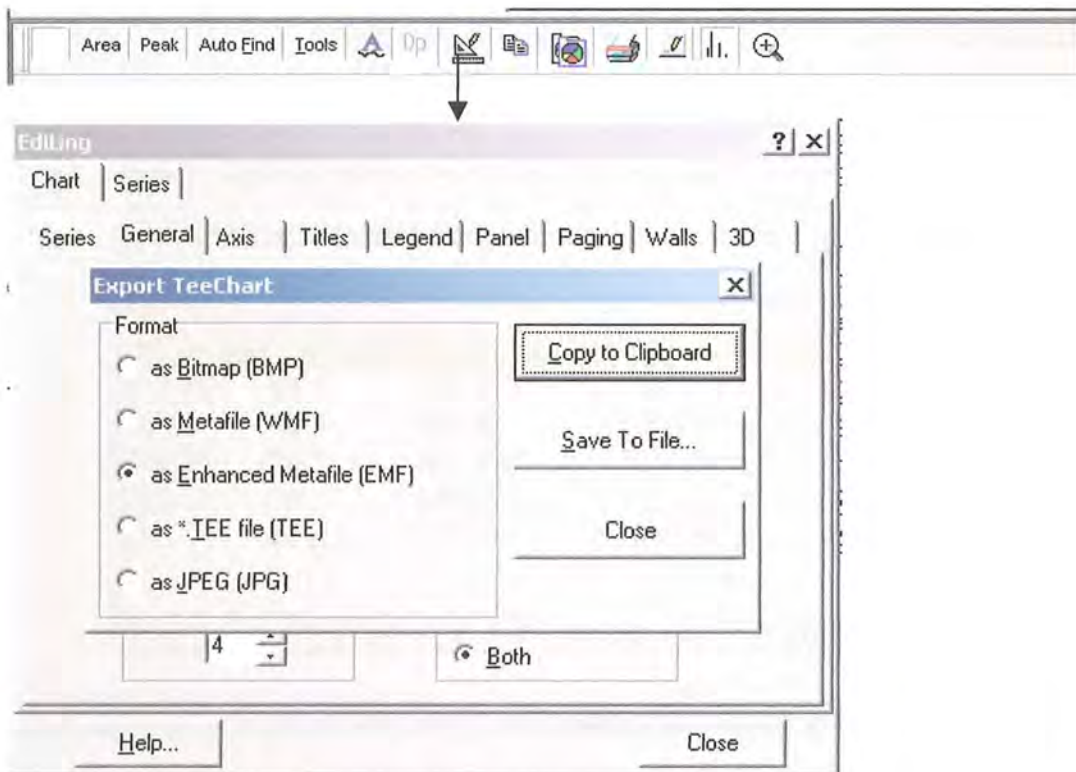 Area Peak Auto Find Tools A Dp
EdiLing ? X
Chart Series
Series General Axis Titles Legend Panel Paging Walls 3D
Export TeeChart X
Format
as Bitmap (BMP)
Copy to Clipboard
as Metafile (WMF)
Save To File...
as Enhanced Metafile (EMF)
as *.TEE file (TEE)
Close
as JPEG (JPG)
4
Both
Help... Close